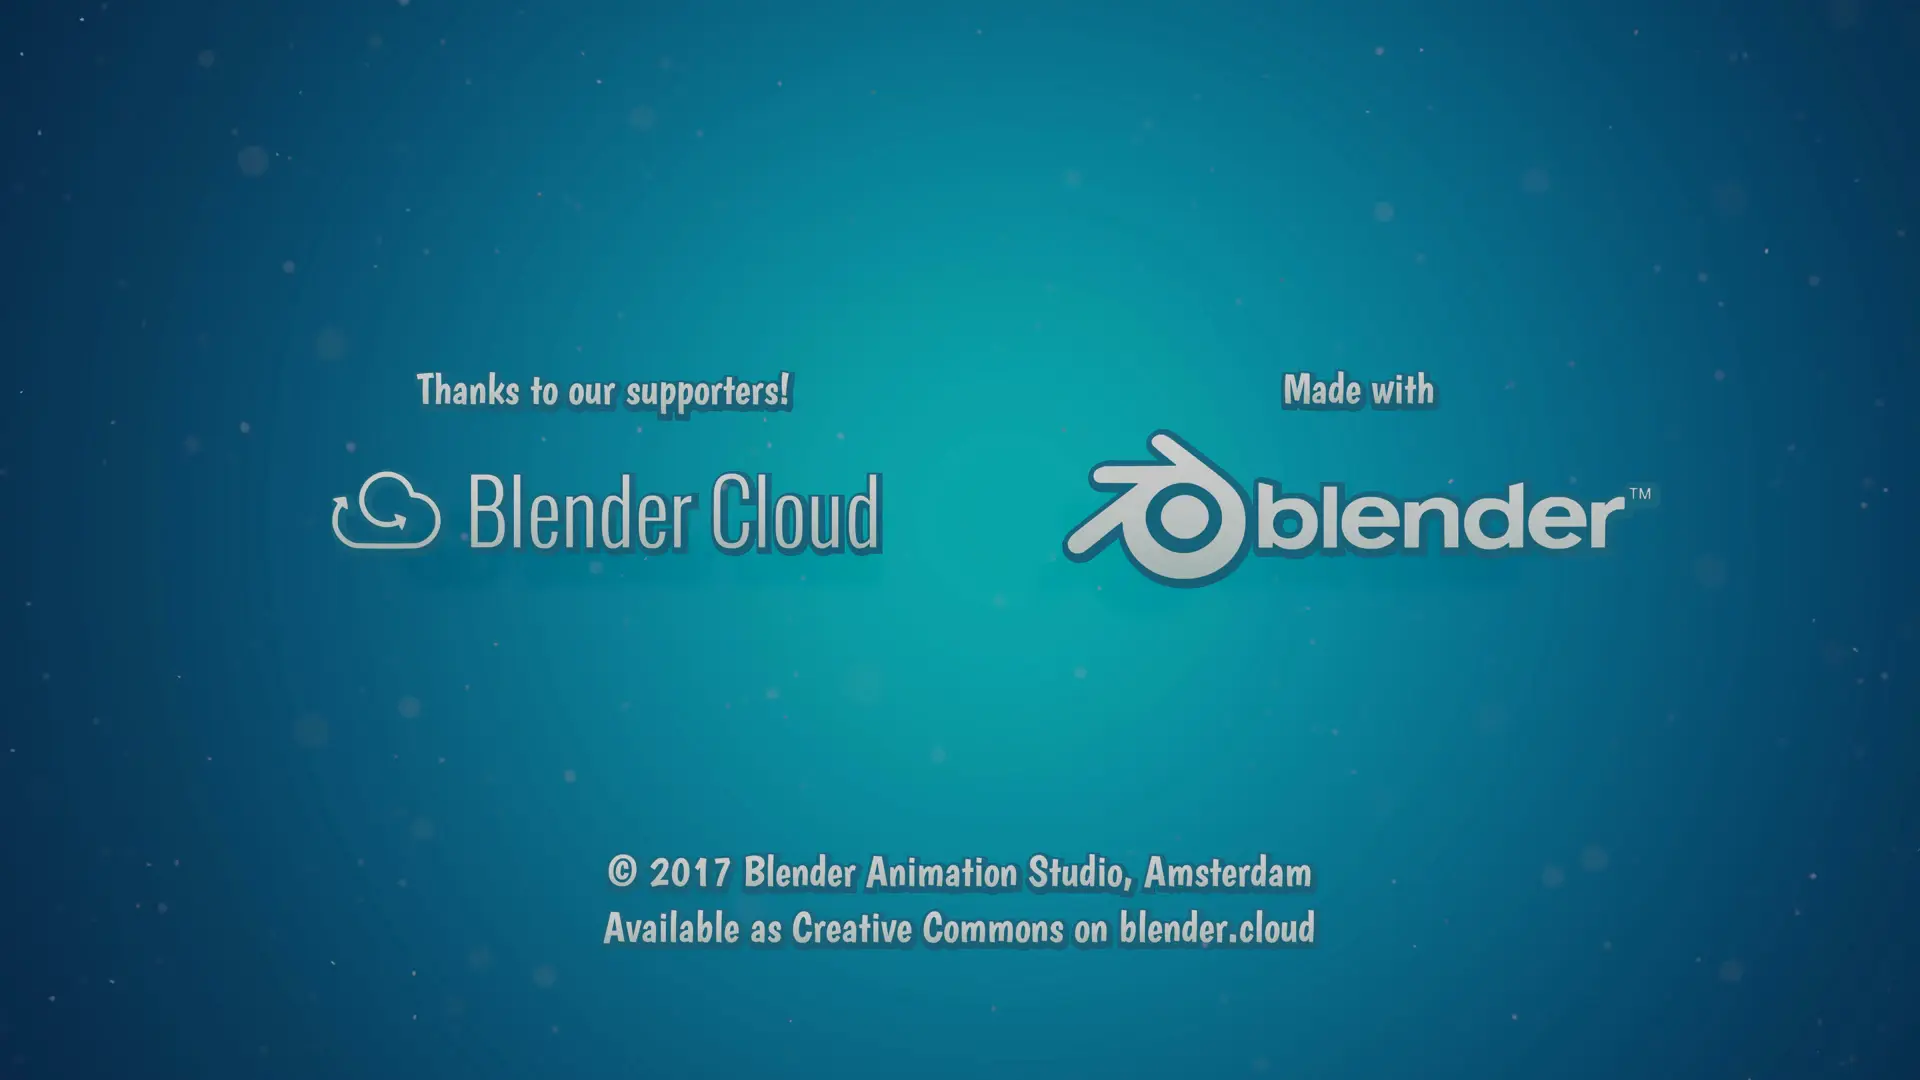 Thanks to our supporters!
Made with
Blender Cloud
blender™
© 2017 Blender Animation Studio, Amsterdam
Available as Creative Commons on blender.cloud